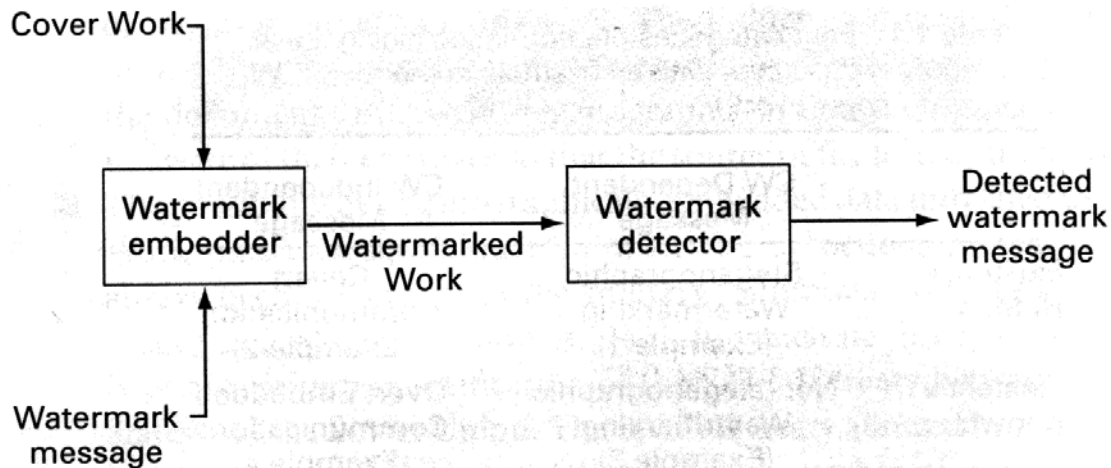 Cover Work
Watermark
embedder
Watermarked
Work
Watermark
detector
Detected
watermark
message
Watermark
message